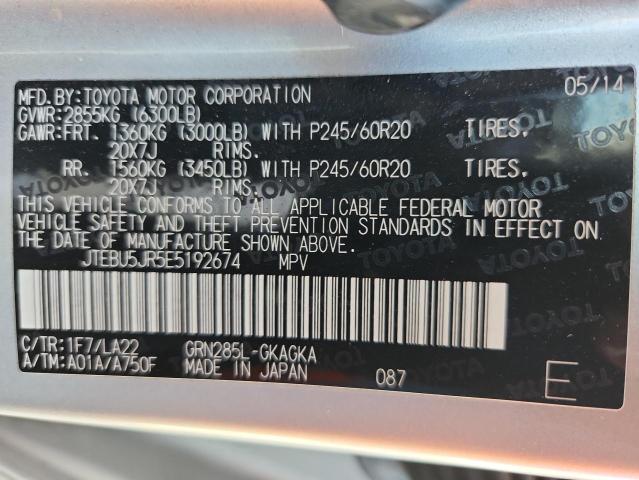 MFD.BY:TOYOTA MOTOR CORPORATION 05/14
GVWR:2855KG (6300LB)
GAWR:FRT. 1360KG (3000LB) WITH P245/60R20 TIRES.
20X7J RIMS.
RR. 1560KG (3450LB) WITH P245/60R20 TIRES.
20X7J RIMS.
THIS VEHICLE CONFORMS TO ALL APPLICABLE FEDERAL MOTOR
VEHICLE SAFETY AND THEFT PREVENTION STANDARDS IN EFFECT ON
THE DATE OF MANUFACTURE SHOWN ABOVE.
JTEBU5JR5E5192674 MPV
C/TR:1F7/LA22 GRN285L-GKAGKA
A/TM:A01A/A750F MADE IN JAPAN 087 E